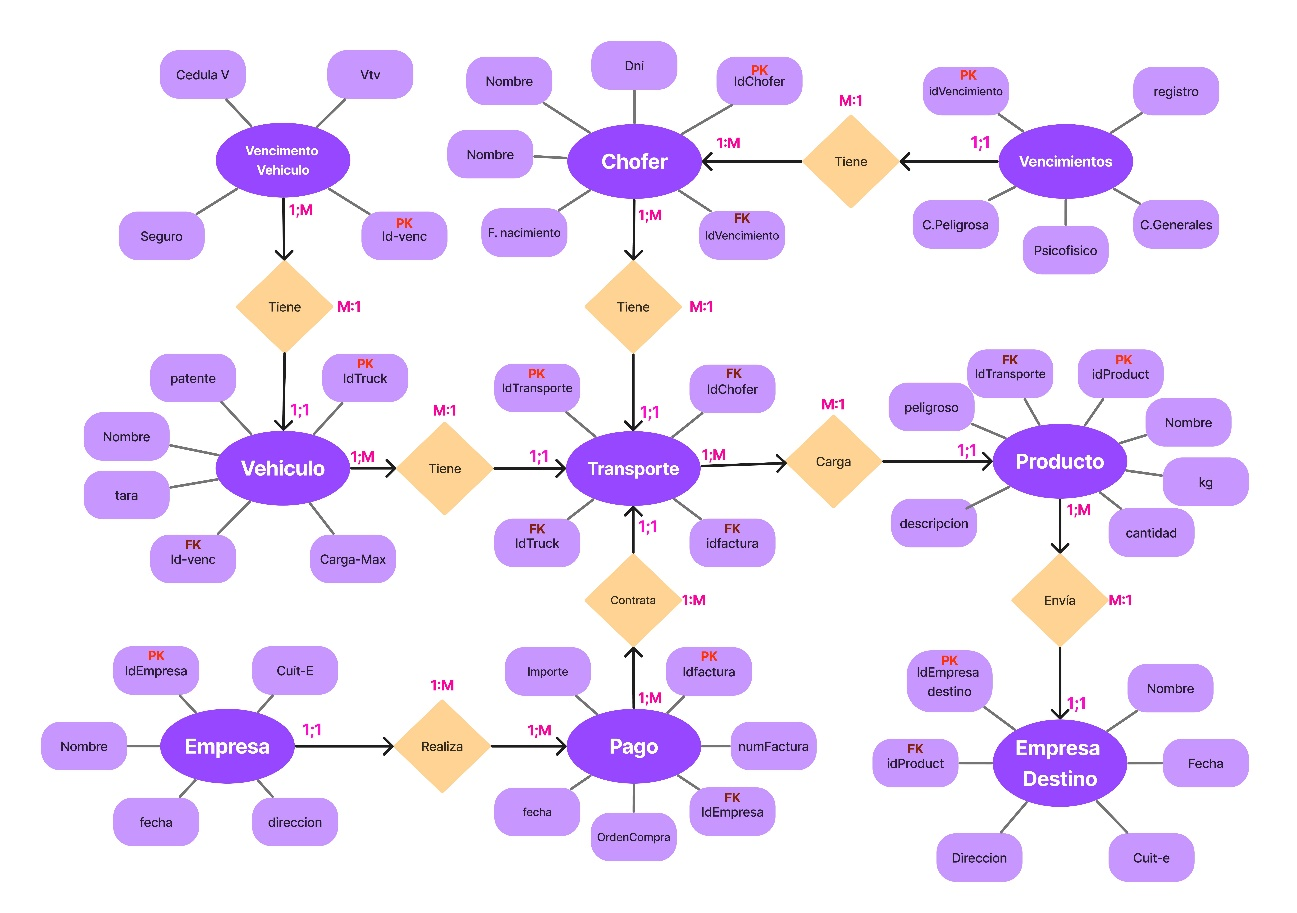 Cedula V
Vtv
Vencimento
Vehiculo
Seguro
PK
Id-venc
1;M
Tiene
M:1
1;1
Nombre
Dni
PK
IdChofer
Nombre
Chofer
F. nacimiento
FK
IdVencimiento
1:M
M:1
Tiene
1;1
PK
idVencimiento
registro
Vencimientos
C.Peligrosa
Psicofisico
C.Generales
1;M
Tiene
M:1
1;1
patente
PK
IdTruck
Nombre
Vehiculo
tara
FK
Id-venc
Carga-Max
1;M
M:1
Tiene
1;1
PK
IdTransporte
FK
IdChofer
Transporte
FK
IdTruck
FK
idfactura
1;M
M:1
Carga
1;1
FK
IdTransporte
PK
idProduct
peligroso
Nombre
Producto
kg
descripcion
cantidad
1;M
Envía
M:1
1;1
1;1
Contrata
1:M
1;M
PK
IdEmpresa
Cuit-E
Nombre
Empresa
fecha
direccion
1;1
1:M
Realiza
1;M
Importe
PK
Idfactura
Pago
numFactura
fecha
OrdenCompra
FK
IdEmpresa
PK
IdEmpresa
destino
Nombre
FK
idProduct
Empresa
Destino
Fecha
Direccion
Cuit-e